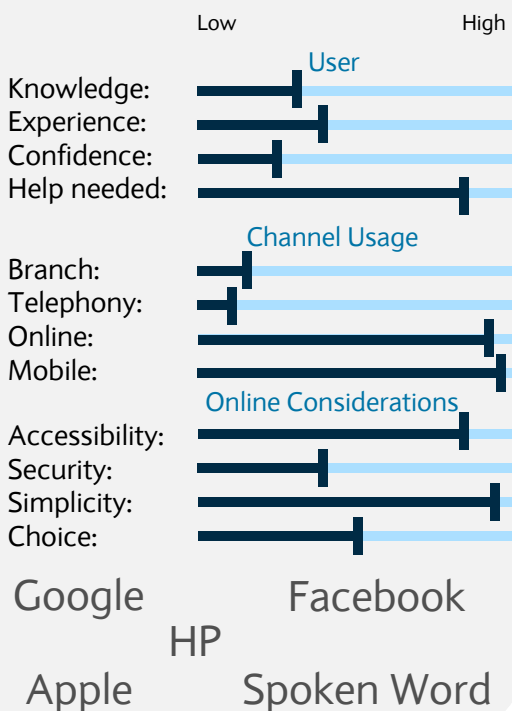 Low High
User
Knowledge:
Experience:
Confidence:
Help needed:
Channel Usage
Branch:
Telephony:
Online:
Mobile:
Online Considerations
Accessibility:
Security:
Simplicity:
Choice:
Google Facebook
HP
Apple Spoken Word